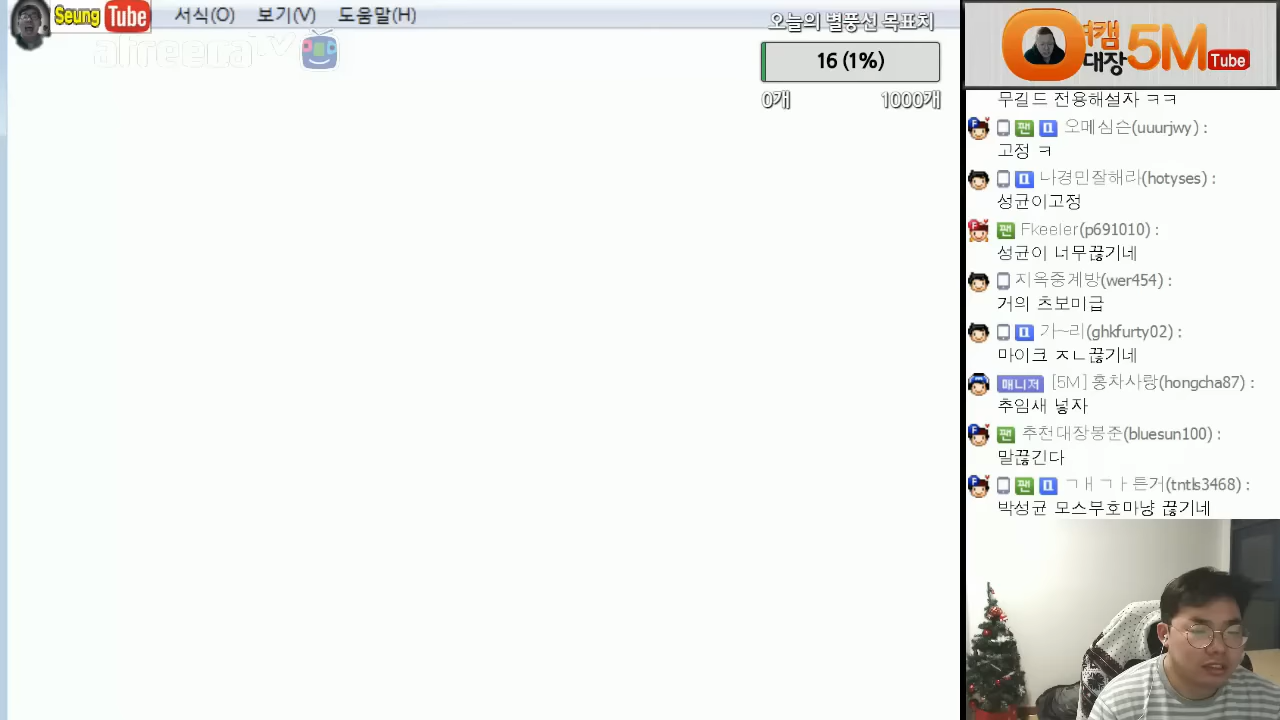 Seung Tube
서식(O) 보기(V) 도움말(H)
afreecaTV
오늘의 별풍선 목표치
16 (1%)
0개 1000개
캠
대장 5M Tube
무길드 전용해설자 ㅋㅋ
팬 오메심슨(uuurjwy) :
고정 ㅋ
나경민잘해라(hotyses) :
성균이고정
팬 Fkeeler(p691010) :
성균이 너무끊기네
지옥중계방(wer454) :
거의 츠보미급
가~리(ghkfurty02) :
마이크 ㅈㄴ끊기네
매니저 [5M]홍차사랑(hongcha87) :
추임새 넣자
팬 추천대장봉준(bluesun100) :
말끊긴다
팬 ㄱㅐㄱㅏ튼거(tntls3468) :
박성균 모스부호마냥 끊기네